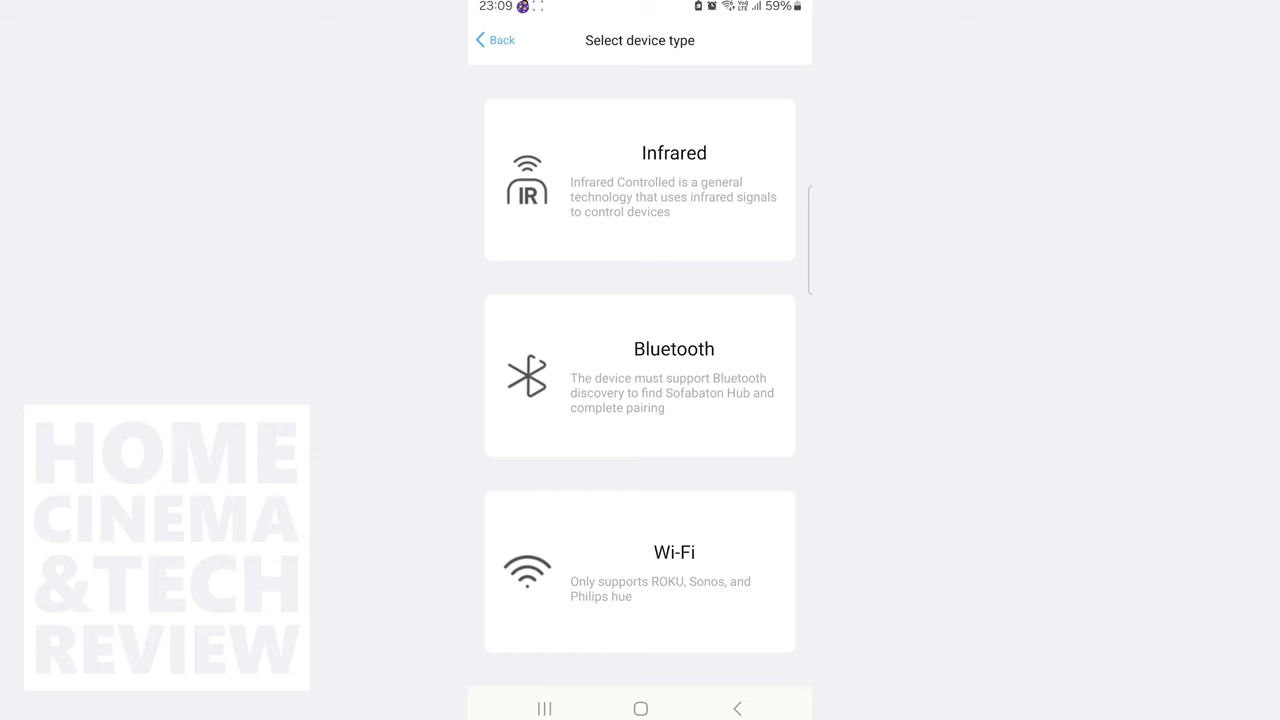 23:09 Vo) LTE 59%
Back
Select device type
IR
Infrared
Infrared Controlled is a general
technology that uses infrared signals
to control devices
Bluetooth
The device must support Bluetooth
discovery to find Sofabaton Hub and
complete pairing
Wi-Fi
Only supports ROKU, Sonos, and
Philips hue
HOME
CINEMA
&TECH
REVIEW